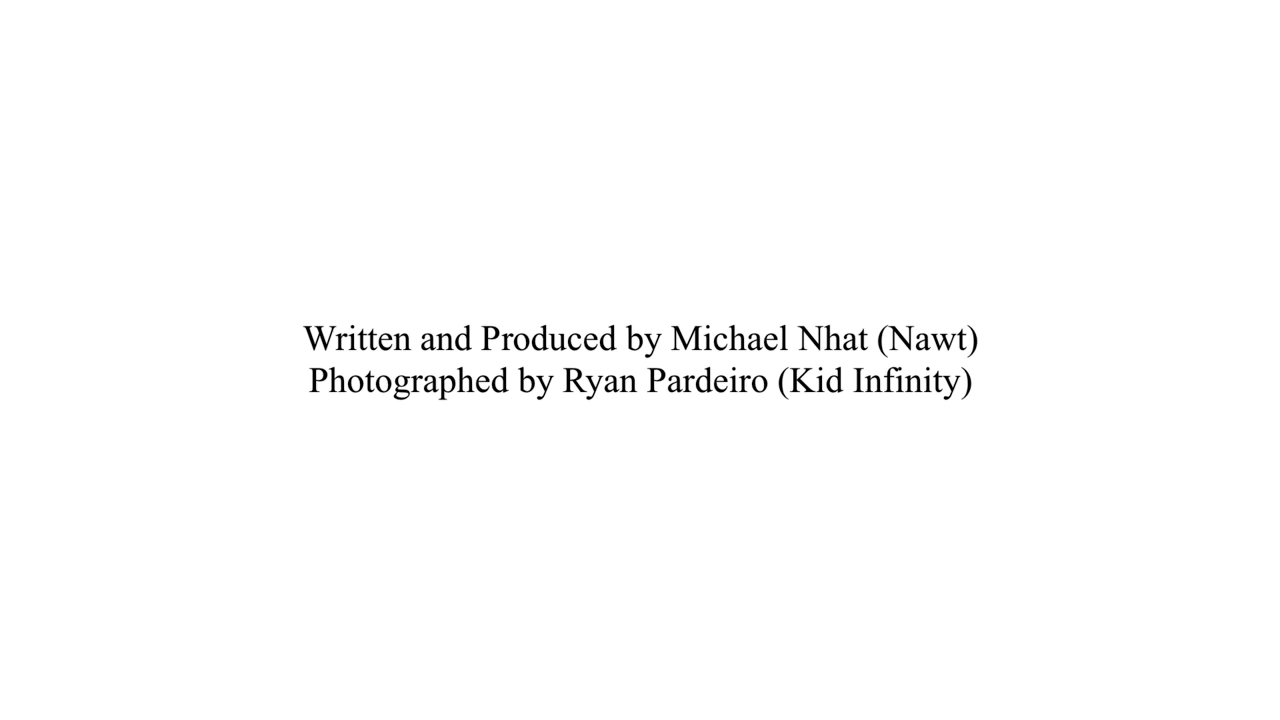 Written and Produced by Michael Nhat (Nawt)
Photographed by Ryan Pardeiro (Kid Infinity)